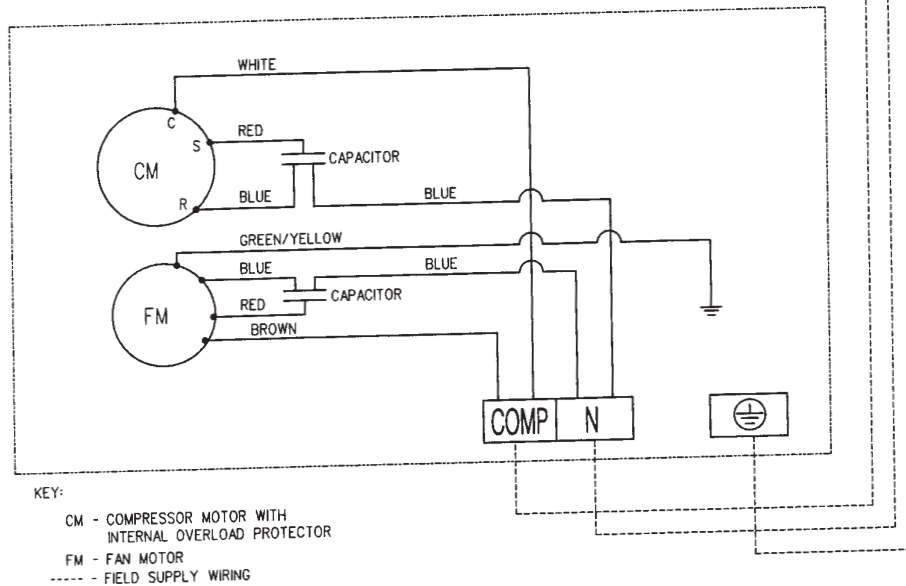 WHITE
C
RED
S
CAPACITOR
CM
BLUE
BLUE
R
GREEN/YELLOW
BLUE
BLUE
CAPACITOR
RED
FM
BROWN
COMP N
KEY:
CM - COMPRESSOR MOTOR WITH
INTERNAL OVERLOAD PROTECTOR
FM - FAN MOTOR
----- - FIELD SUPPLY WIRING